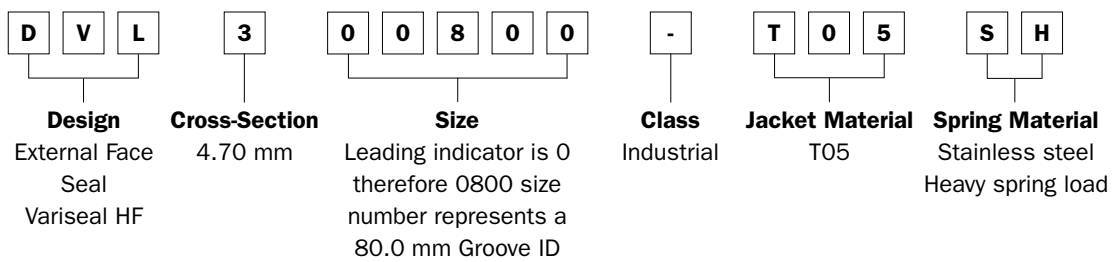 D V L 3 0 0 8 0 0 - T 0 5 S H
Design Cross-Section Size Class Jacket Material Spring Material
External Face 4.70 mm Leading indicator is 0 Industrial T05 Stainless steel
Seal therefore 0800 size Heavy spring load
Variseal HF number represents a
80.0 mm Groove ID